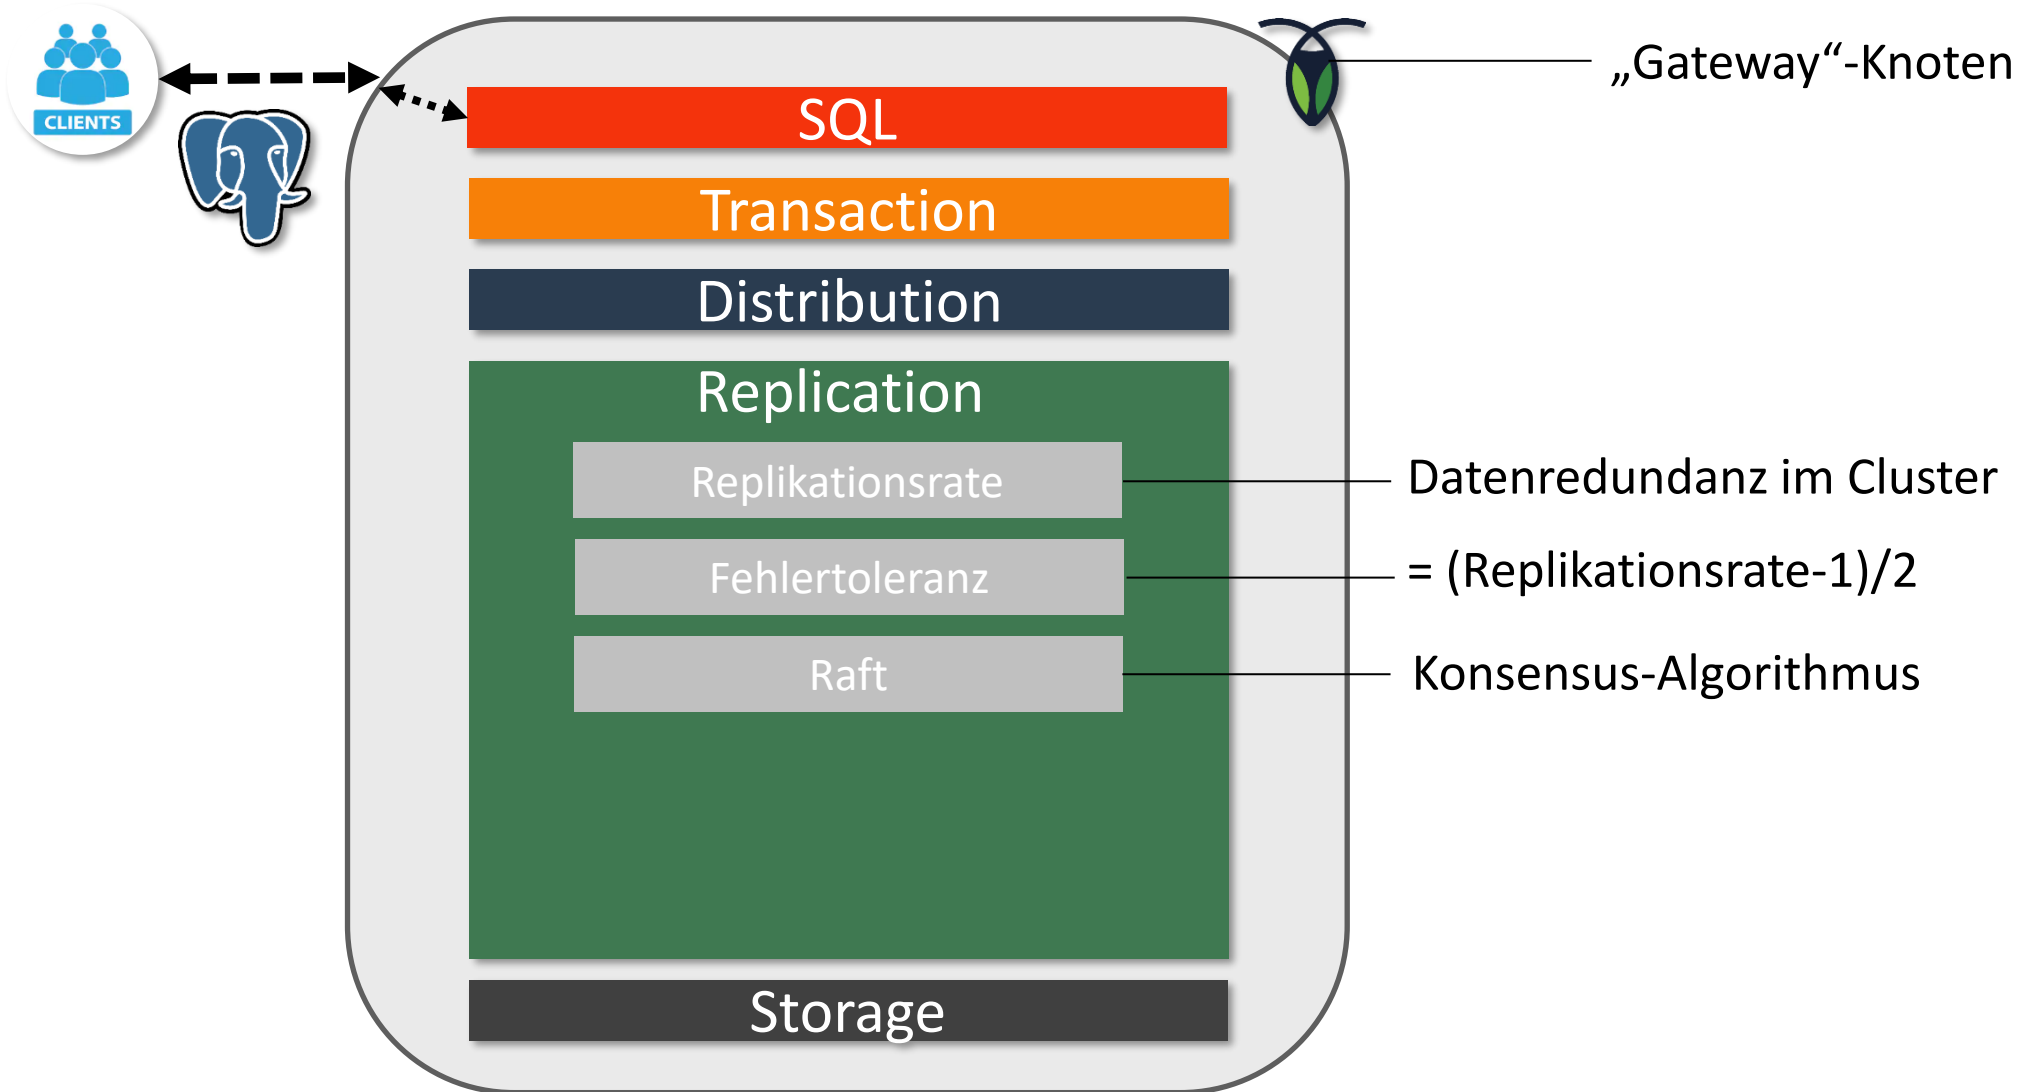 CLIENTS
„Gateway“-Knoten
SQL
Transaction
Distribution
Replication
Replikationsrate
Datenredundanz im Cluster
Fehlertoleranz
= (Replikationsrate-1)/2
Raft
Konsensus-Algorithmus
Storage